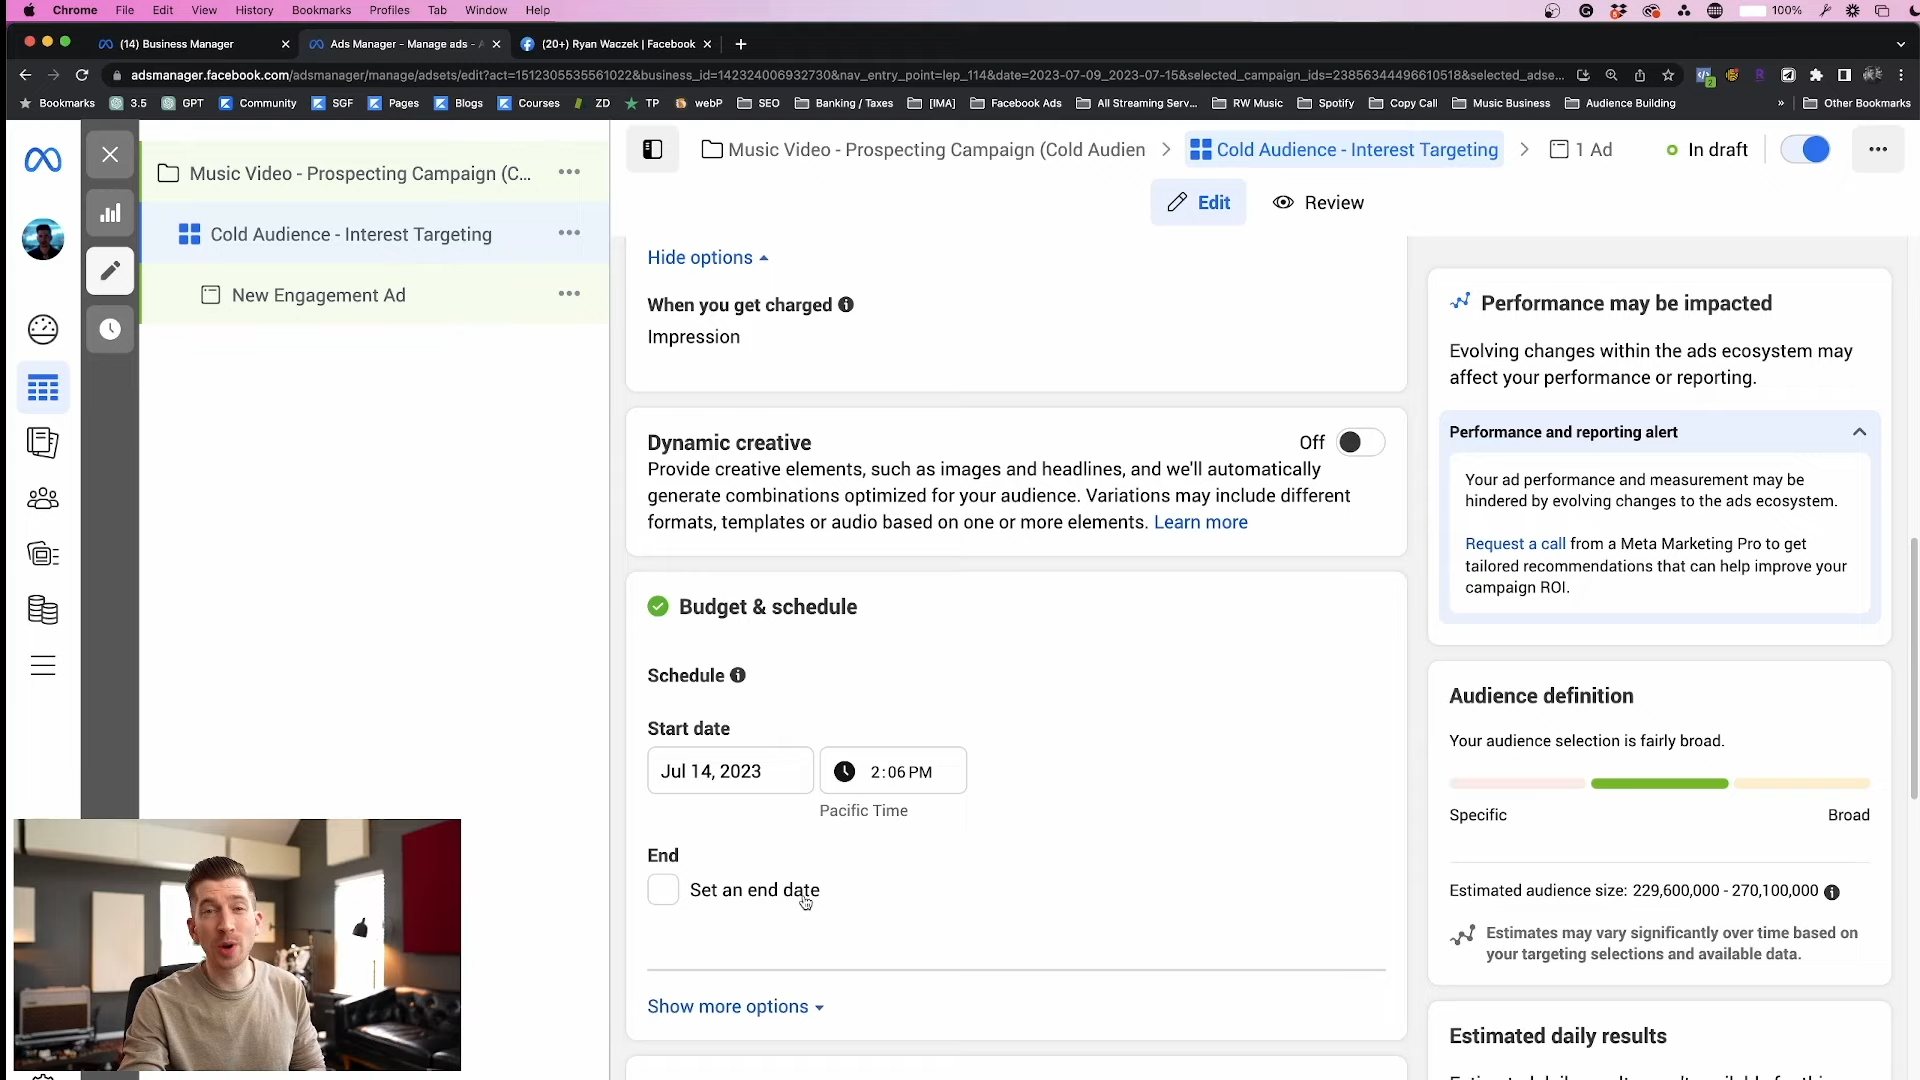 Chrome File Edit View History Bookmarks Profiles Tab Window Help 100%
(14) Business Manager
Ads Manager - Manage ads - A
(20+) Ryan Waczek | Facebook
adsmanager.facebook.com/adsmanager/manage/adsets/edit?act=1512305535561022&business_id=142324006932730&nav_entry_point=lep_114&date=2023-07-09_2023-07-15&selected_campaign_ids=23856344496610518&selected_adse...
Bookmarks 3.5 GPT Community SGF Pages Blogs Courses ZD TP webP SEO Banking / Taxes [IMA] Facebook Ads All Streaming Serv... RW Music Spotify Copy Call Music Business Audience Building » Other Bookmarks
Music Video - Prospecting Campaign (C...
Cold Audience - Interest Targeting
New Engagement Ad
Music Video - Prospecting Campaign (Cold Audien
Cold Audience - Interest Targeting
1 Ad
In draft
Edit
Review
Hide options
When you get charged
Impression
Dynamic creative
Off
Provide creative elements, such as images and headlines, and we'll automatically
generate combinations optimized for your audience. Variations may include different
formats, templates or audio based on one or more elements. Learn more
Budget & schedule
Schedule
Start date
Jul 14, 2023
2:06 PM
Pacific Time
End
Set an end date
Show more options
Performance may be impacted
Evolving changes within the ads ecosystem may
affect your performance or reporting.
Performance and reporting alert
Your ad performance and measurement may be
hindered by evolving changes to the ads ecosystem.
Request a call from a Meta Marketing Pro to get
tailored recommendations that can help improve your
campaign ROI.
Audience definition
Your audience selection is fairly broad.
Specific
Broad
Estimated audience size: 229,600,000 - 270,100,000
Estimates may vary significantly over time based on
your targeting selections and available data.
Estimated daily results